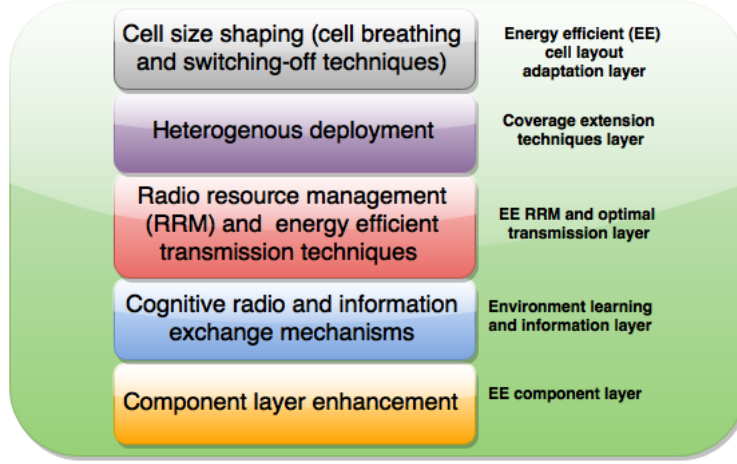 Cell size shaping (cell breathing
and switching-off techniques)
Energy efficient (EE)
cell layout
adaptation layer
Heterogenous deployment
Coverage extension
techniques layer
Radio resource management
(RRM) and energy efficient
transmission techniques
EE RRM and optimal
transmission layer
Cognitive radio and information
exchange mechanisms
Environment learning
and information layer
Component layer enhancement
EE component layer